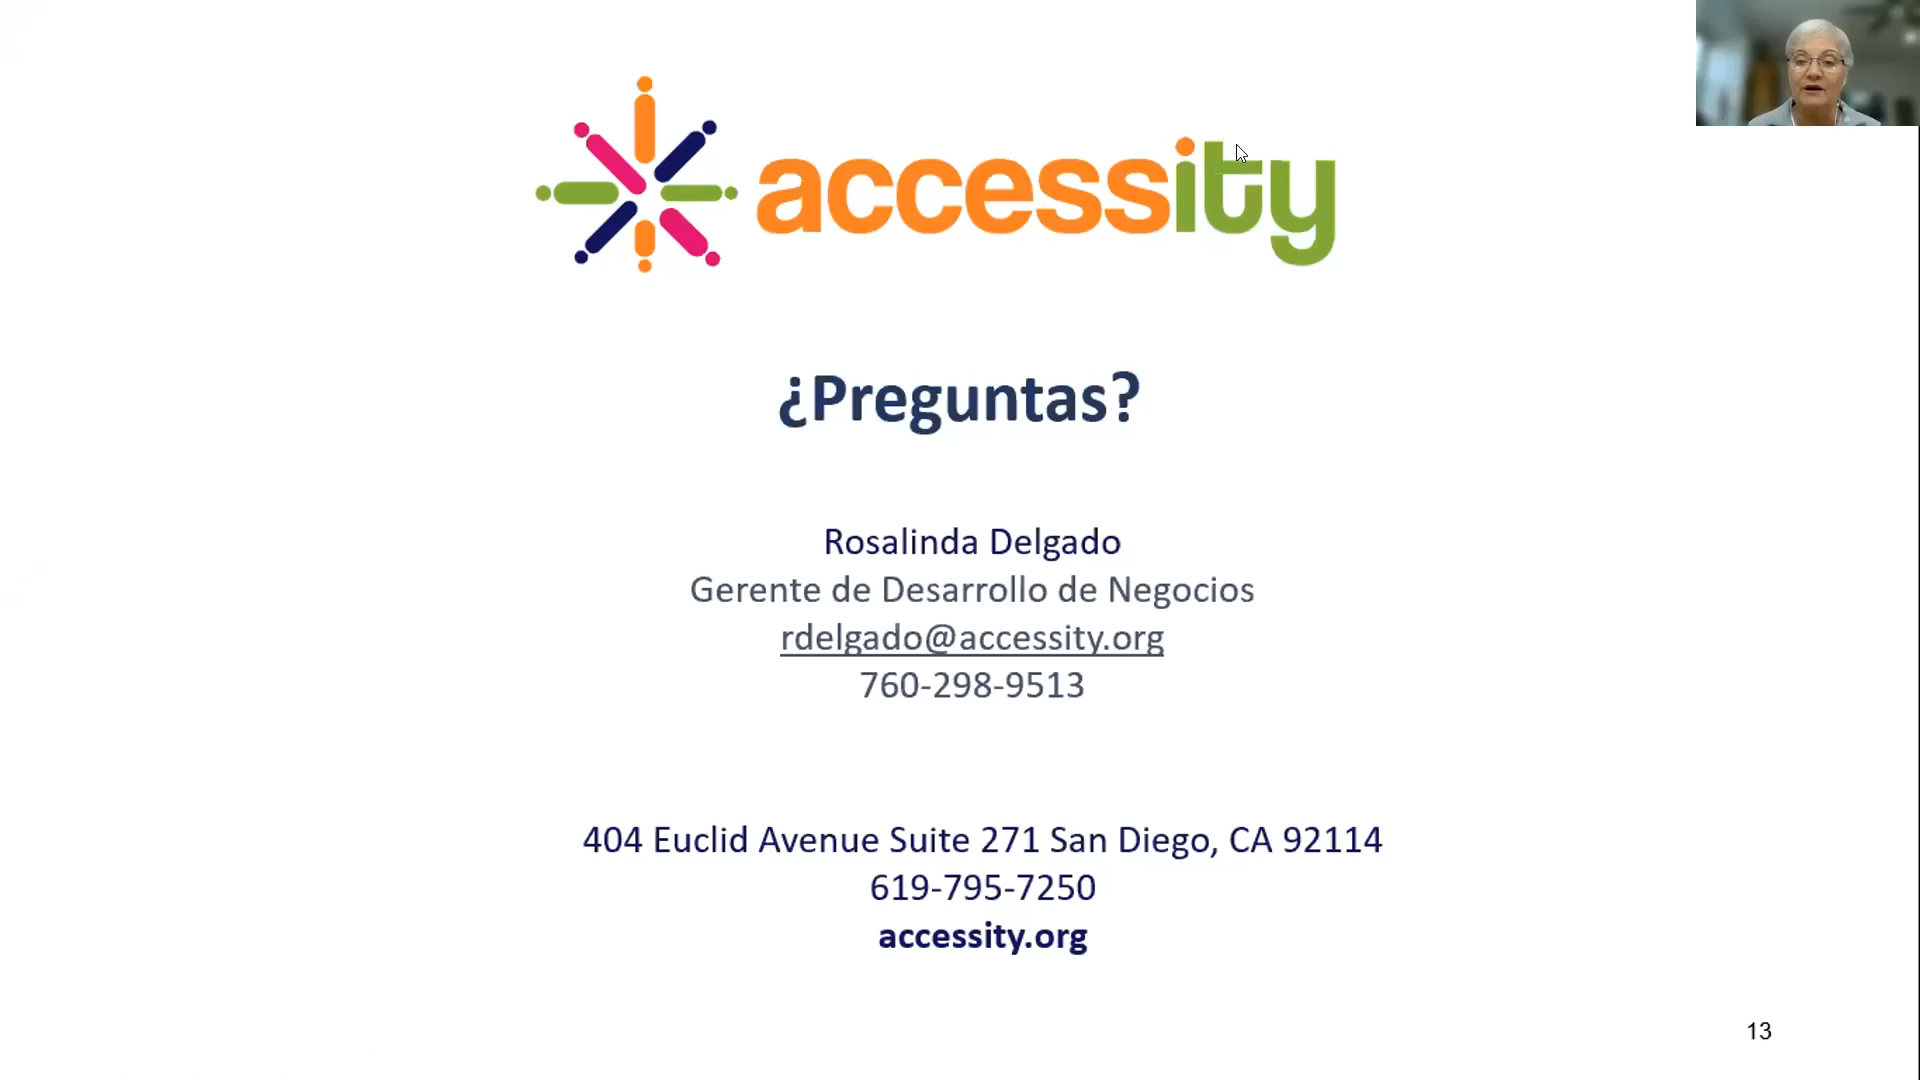 accessity
¿Preguntas?
Rosalinda Delgado
Gerente de Desarrollo de Negocios
rdelgado@accessity.org
760-298-9513
404 Euclid Avenue Suite 271 San Diego, CA 92114
619-795-7250
accessity.org
13